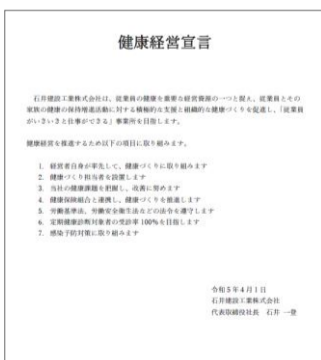 健康経営宣言
石井建設工業株式会社は、従業員の健康を重要な経営資源の一つと捉え、従業員とその
家族の健康の保持増進活動に対する積極的な支援と組織的な健康づくりを促進し、「従業員
がいきいきと仕事ができる」事業所を目指します。
健康経営を推進するため以下の項目に取り組みます。
1. 経営者自身が率先して、健康づくりに取り組みます
2. 健康づくり担当者を設置します
3. 当社の健康課題を把握し、改善に努めます
4. 健康保険組合と連携し、健康づくりを推進します
5. 労働基準法、労働安全衛生法などの法令を遵守します
6. 定期健康診断対象者の受診率100%を目指します
7. 感染予防対策に取り組みます
令和5年4月1日
石井建設工業株式会社
代表取締役社長 石井 一登